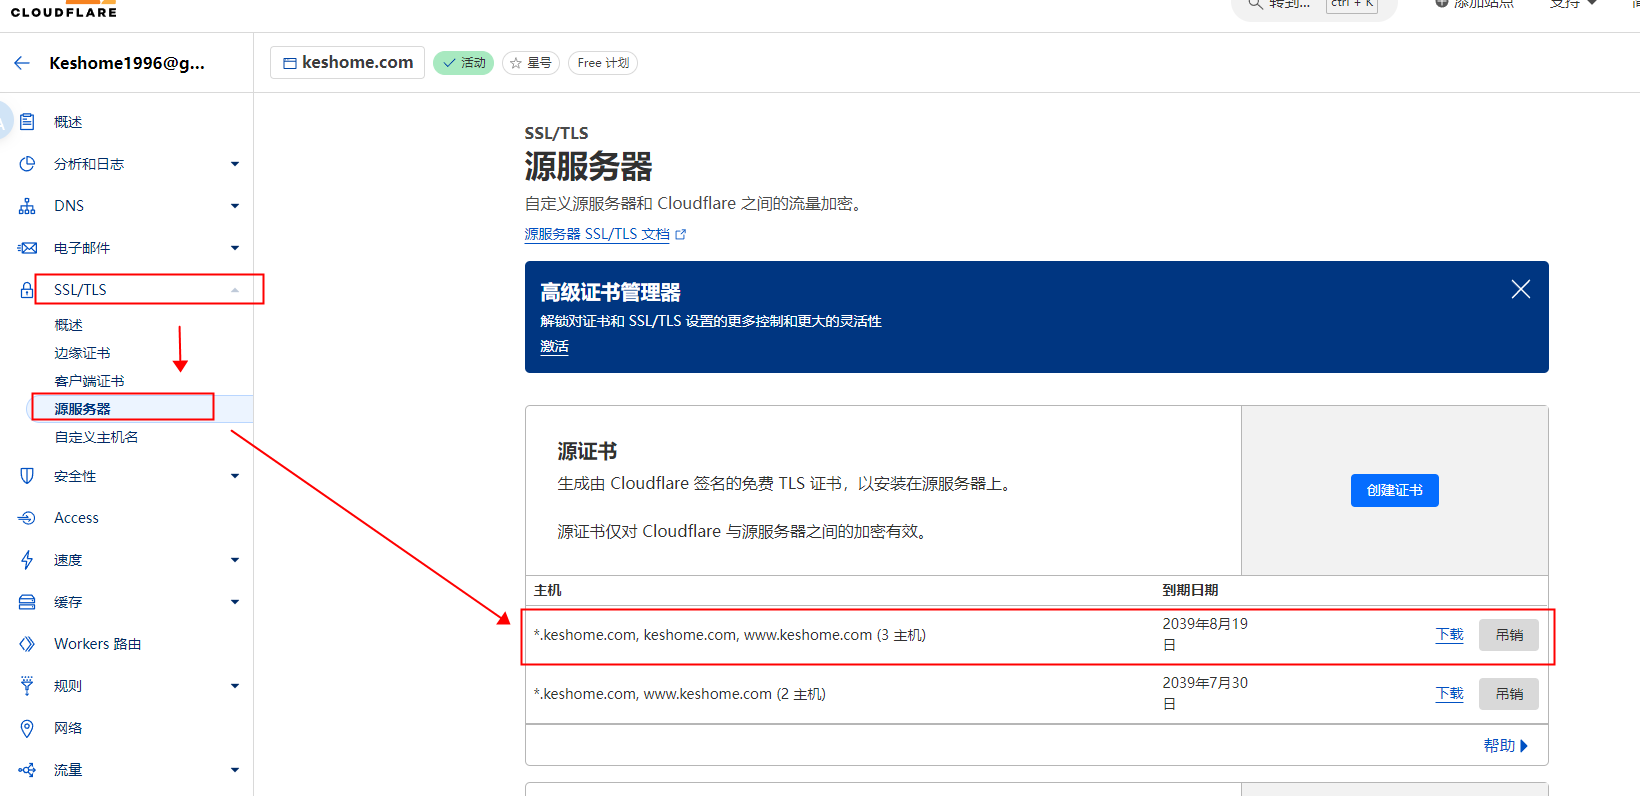 CLOUDFLARE
转到...
ctrl + K
添加站点
支持
Keshome1996@g...
keshome.com
活动
星号
Free 计划
概述
分析和日志
DNS
电子邮件
SSL/TLS
概述
边缘证书
客户端证书
源服务器
自定义主机名
安全性
Access
速度
缓存
Workers 路由
规则
网络
流量
SSL/TLS
源服务器
自定义源服务器和 Cloudflare 之间的流量加密。
源服务器 SSL/TLS 文档
高级证书管理器
解锁对证书和 SSL/TLS 设置的更多控制和更大的灵活性
激活
源证书
生成由 Cloudflare 签名的免费 TLS 证书，以安装在源服务器上。
源证书仅对 Cloudflare 与源服务器之间的加密有效。
创建证书
主机
到期日期
*.keshome.com, keshome.com, www.keshome.com (3 主机)
2039年8月19
日
下载
吊销
*.keshome.com, www.keshome.com (2 主机)
2039年7月30
日
下载
吊销
帮助